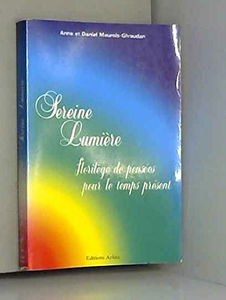 Anne et Daniel Meurois-Givaudan
Sereine
Lumière
florilège de pensées
pour le temps présent
Editions Arista